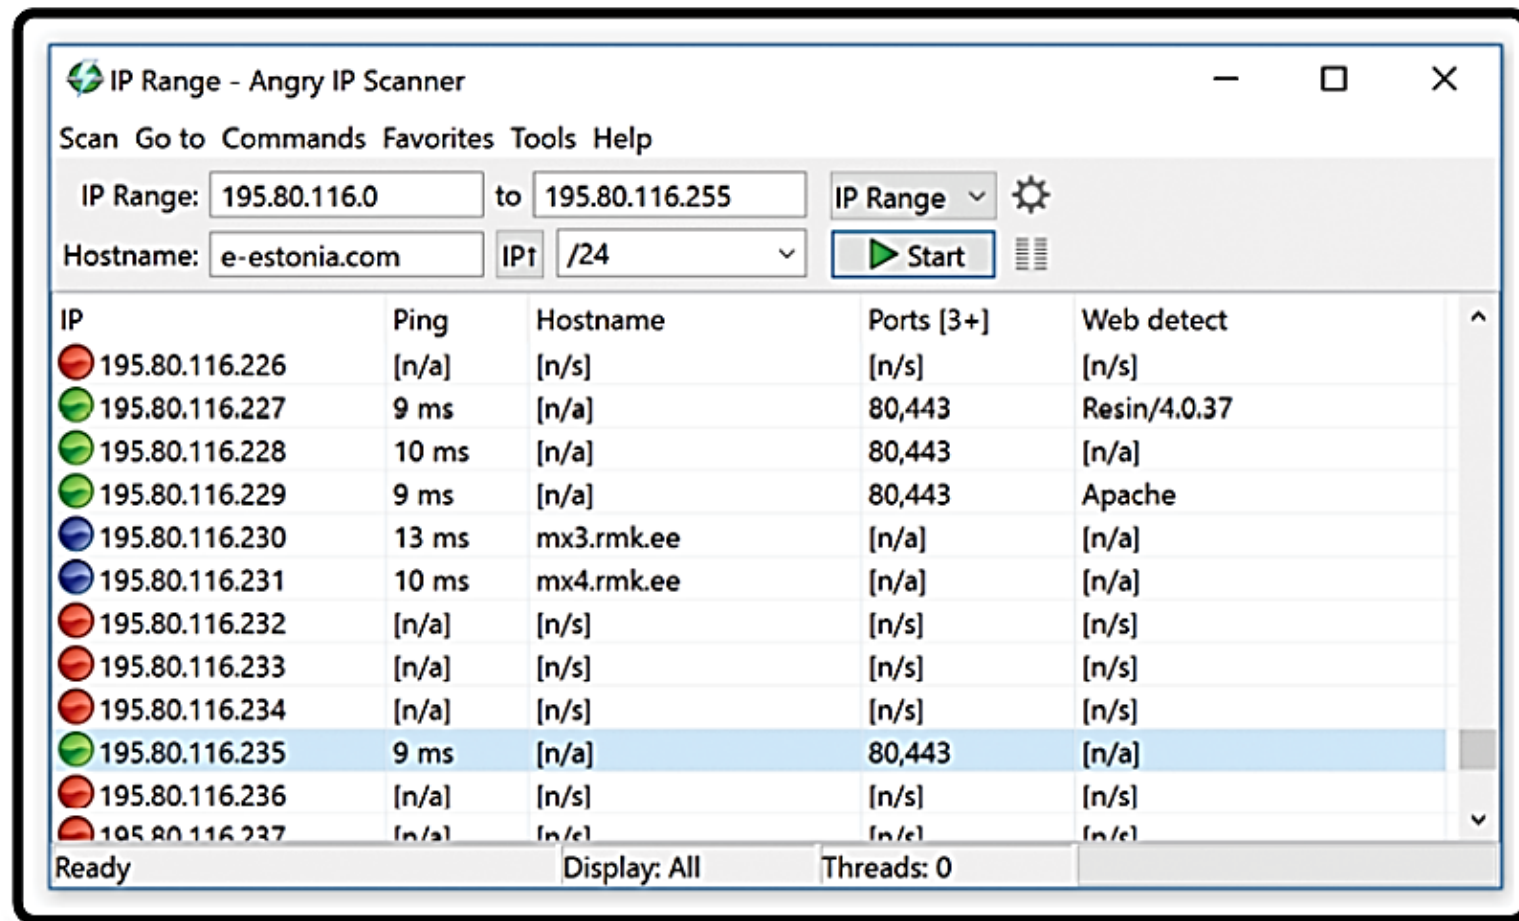 IP Range - Angry IP Scanner
Scan Go to Commands Favorites Tools Help
IP Range: 195.80.116.0 to 195.80.116.255 IP Range
Hostname: e-estonia.com IP↑ /24 Start
IP Ping Hostname Ports [3+] Web detect
195.80.116.226 [n/a] [n/s] [n/s] [n/s]
195.80.116.227 9 ms [n/a] 80,443 Resin/4.0.37
195.80.116.228 10 ms [n/a] 80,443 [n/a]
195.80.116.229 9 ms [n/a] 80,443 Apache
195.80.116.230 13 ms mx3.rmk.ee [n/a] [n/a]
195.80.116.231 10 ms mx4.rmk.ee [n/a] [n/a]
195.80.116.232 [n/a] [n/s] [n/s] [n/s]
195.80.116.233 [n/a] [n/s] [n/s] [n/s]
195.80.116.234 [n/a] [n/s] [n/s] [n/s]
195.80.116.235 9 ms [n/a] 80,443 [n/a]
195.80.116.236 [n/a] [n/s] [n/s] [n/s]
195.80.116.237 [n/a] [n/s] [n/s] [n/s]
Ready Display: All Threads: 0